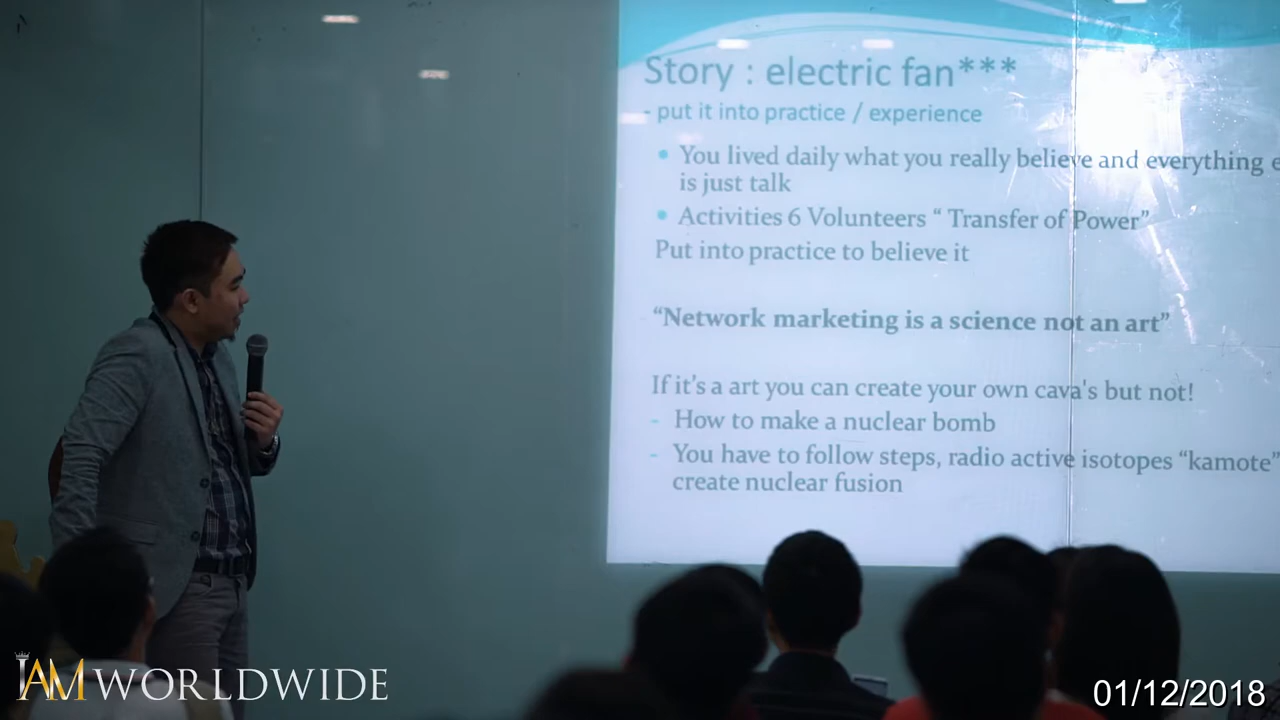 Story : electric fan***
- put it into practice / experience
• You lived daily what you really believe and everything
is just talk
• Activities 6 Volunteers “ Transfer of Power”
Put into practice to believe it
“Network marketing is a science not an art”
If it's a art you can create your own cava's but not!
- How to make a nuclear bomb
- You have to follow steps, radio active isotopes “kamote”
create nuclear fusion
IAM WORLDWIDE
01/12/2018